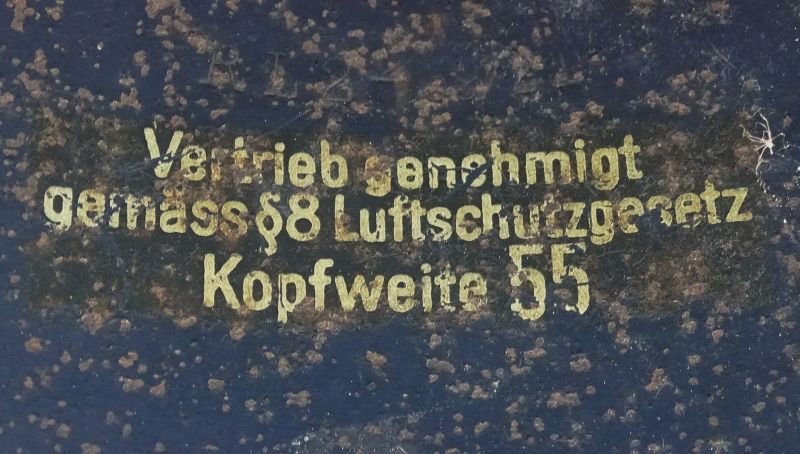 Vertrieb genehmigt
gemäss §8 Luftschutzgesetz
Kopfweite 55